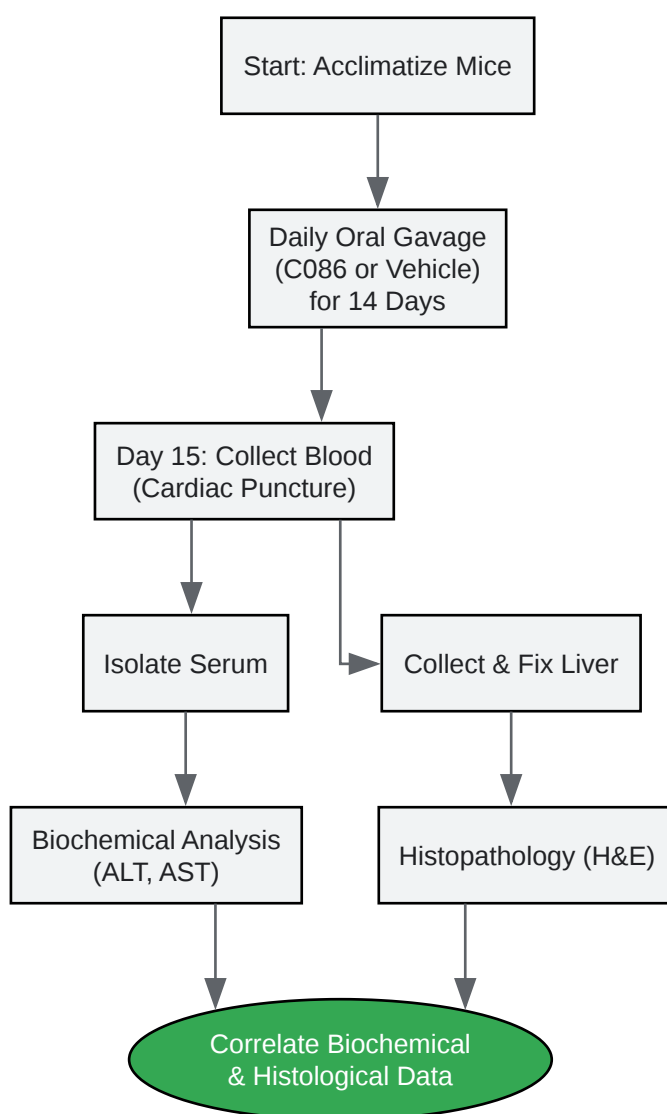 Start: Acclimatize Mice
Daily Oral Gavage
(C086 or Vehicle)
for 14 Days
Day 15: Collect Blood
(Cardiac Puncture)
Isolate Serum
Collect & Fix Liver
Biochemical Analysis
(ALT, AST)
Histopathology (H&E)
Correlate Biochemical
& Histological Data